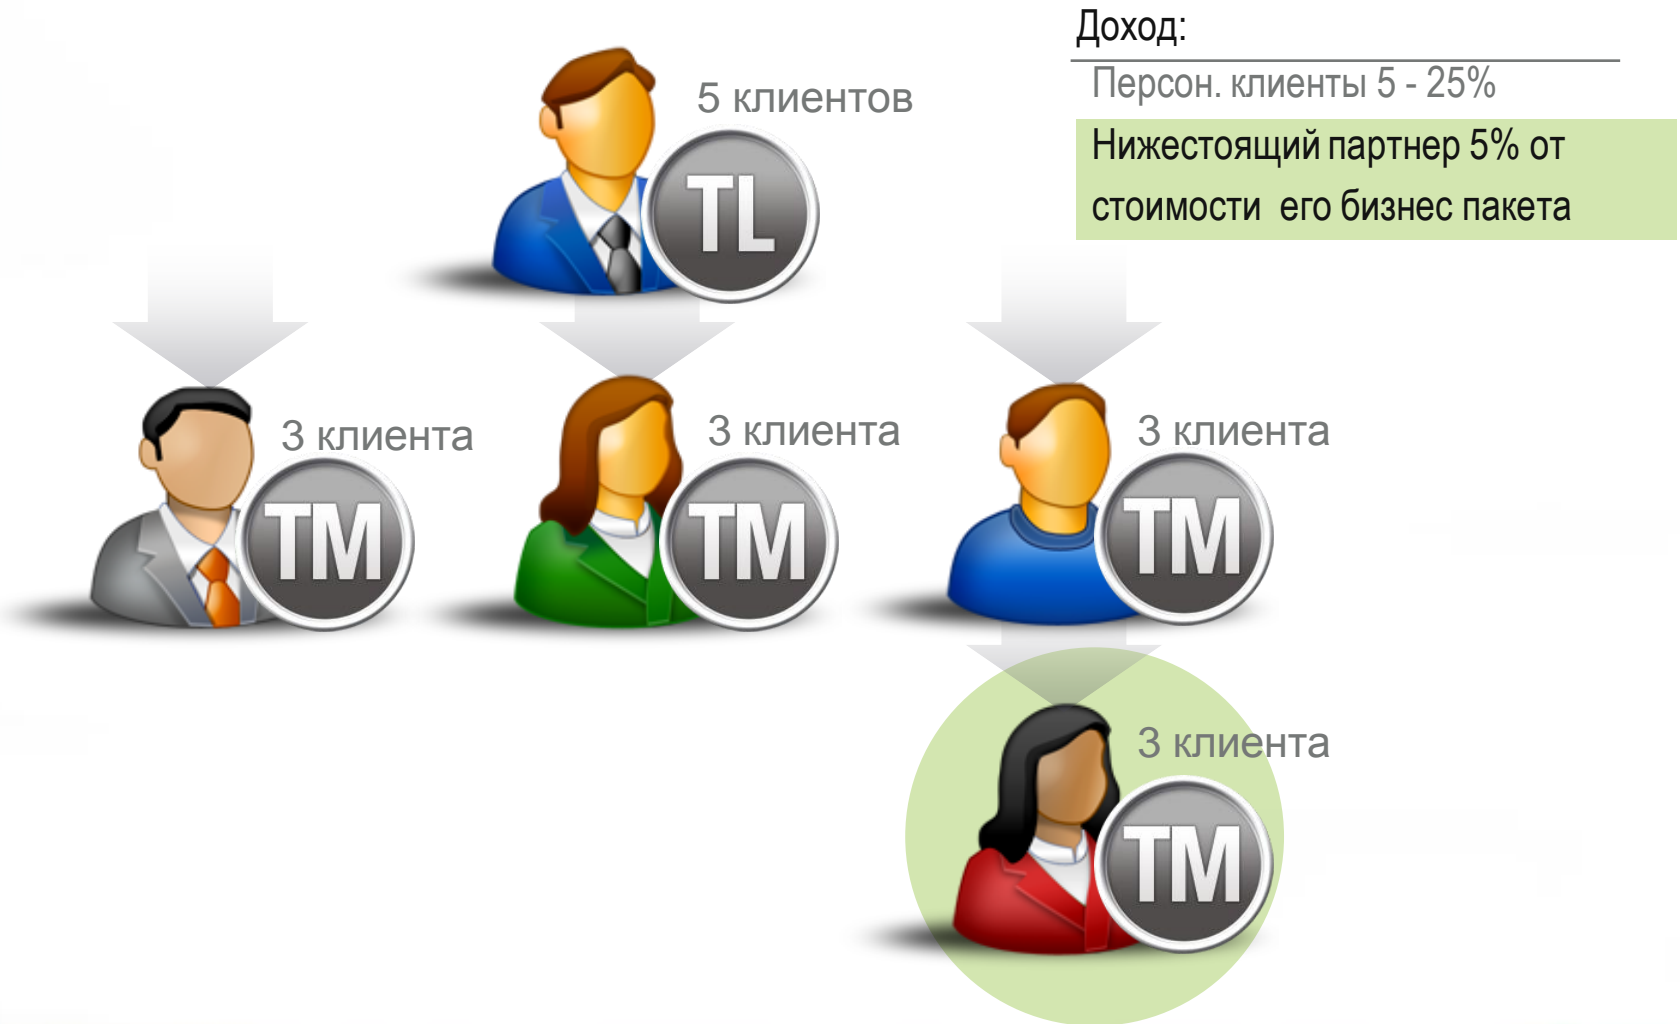 Доход:
Персон. клиенты 5 - 25%
Нижестоящий партнер 5% от
стоимости его бизнес пакета
5 клиентов
TL
3 клиента
TM
3 клиента
TM
3 клиента
TM
3 клиента
TM